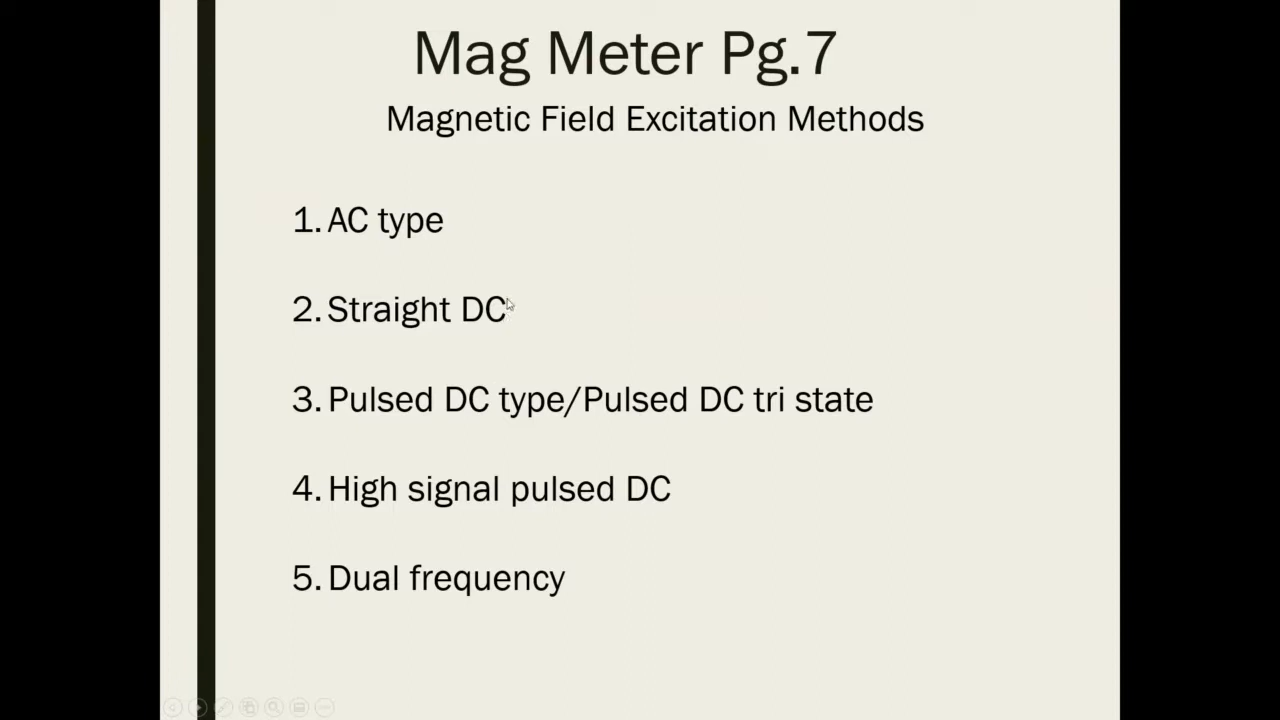 Mag Meter Pg.7
Magnetic Field Excitation Methods
1. AC type
2. Straight DC
3. Pulsed DC type/Pulsed DC tri state
4. High signal pulsed DC
5. Dual frequency